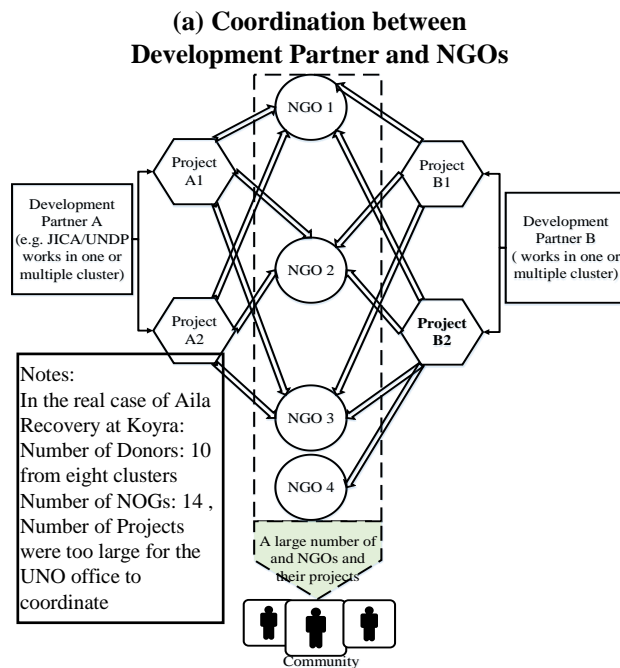 (a) Coordination between
Development Partner and NGOs
NGO 1
Project
A1
Project
B1
Development
Partner A
(e.g. JICA/UNDP
works in one or
multiple cluster)
Development
Partner B
( works in one or
multiple cluster)
NGO 2
Project
A2
Project
B2
Notes:
In the real case of Aila
Recovery at Koyra:
Number of Donors: 10
from eight clusters
Number of NOGs: 14 ,
Number of Projects
were too large for the
UNO office to
coordinate
NGO 3
NGO 4
A large number of
and NGOs and
their projects
Community